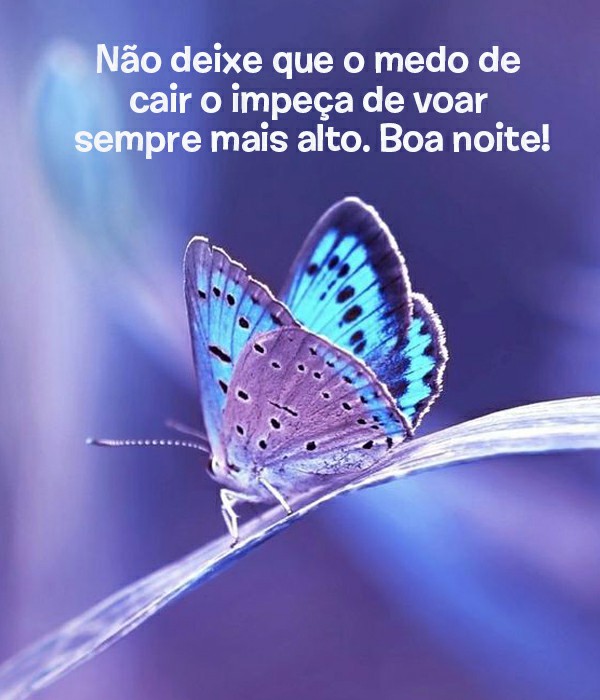 Não deixe que o medo de
cair o impeça de voar
sempre mais alto. Boa noite!